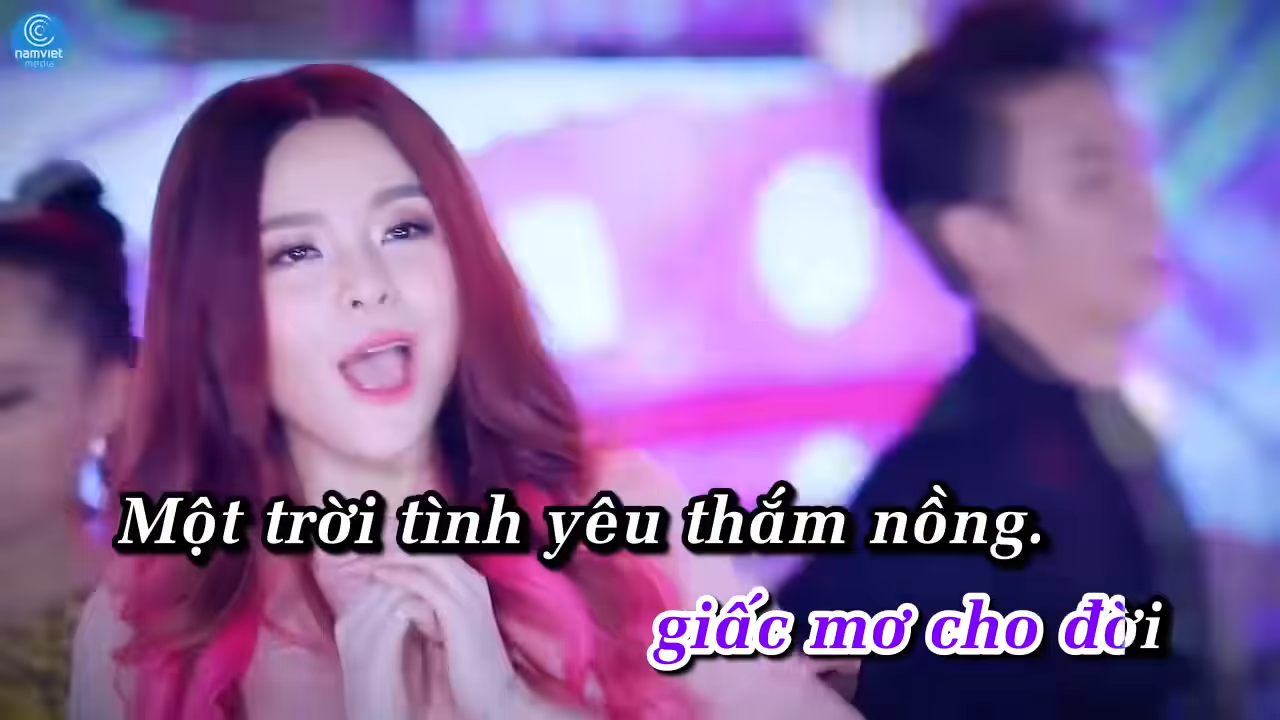 namviet
media
Một trời tình yêu thắm nồng.
giấc mơ cho đời